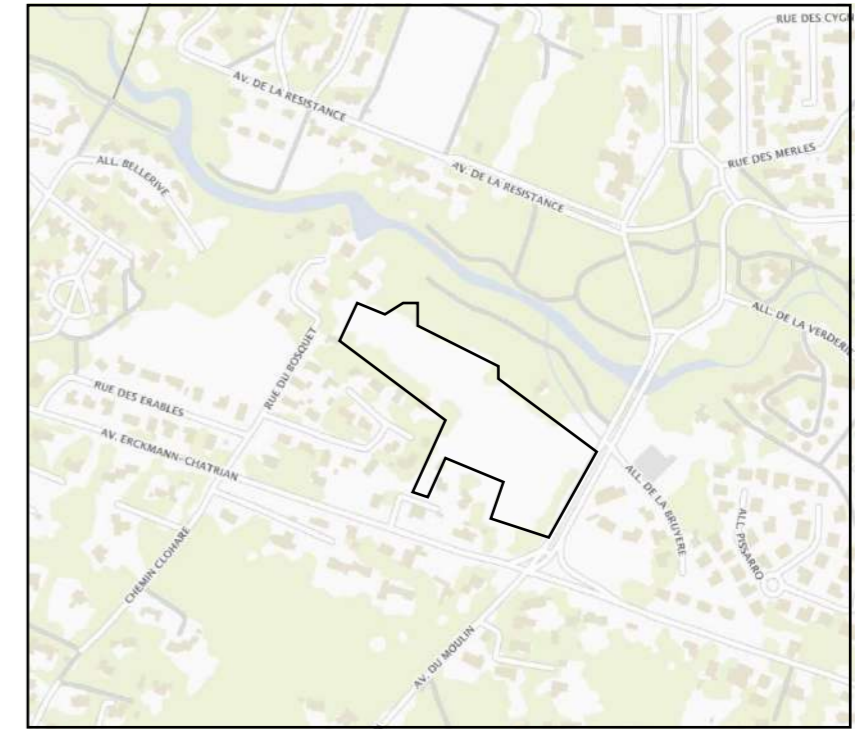 RUE DES CYGN
AV. DE LA RESISTANCE
AV. DE LA RESISTANCE
RUE DES MERLES
ALL. BELLERIVE
ALL. DE LA VERDERIE
RUE DU BOSQUET
RUE DES ERABLES
AV. ERCKMANN-CHATRIAN
ALL. DE LA BRUYERE
ALL. PISSARRO
CHEMIN CLOHARE
AV. DU MOULIN